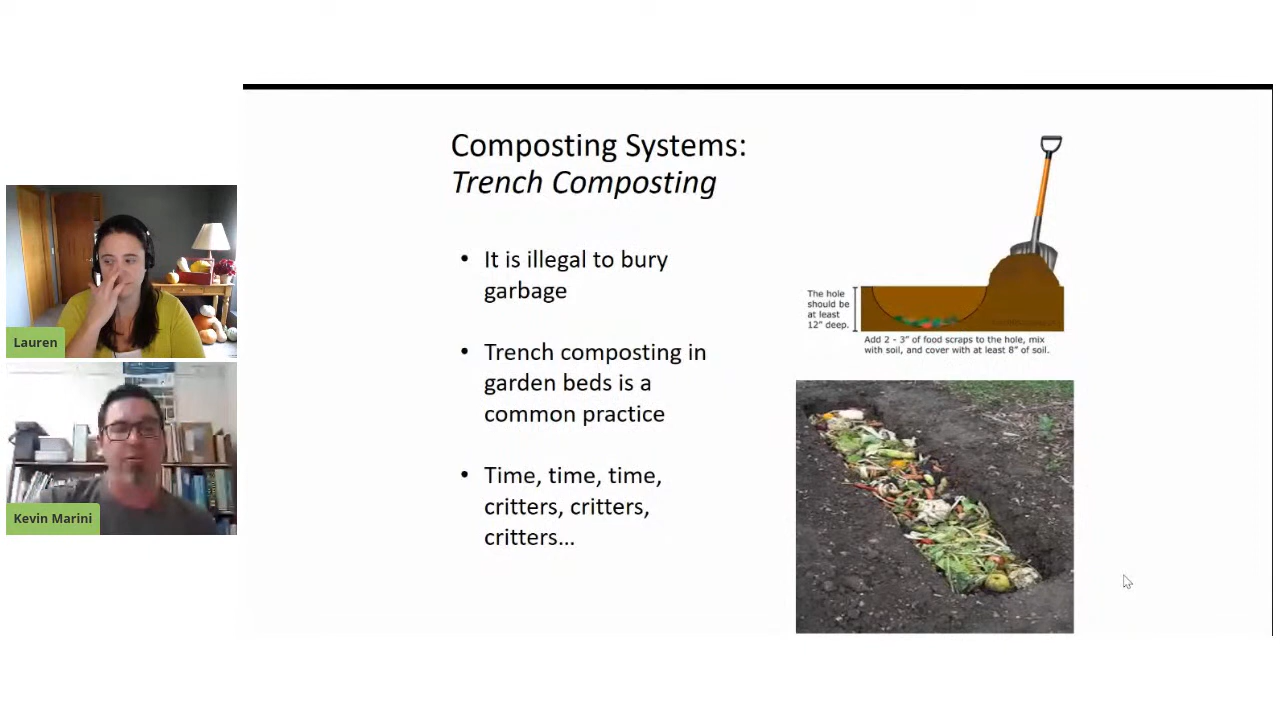 Composting Systems:
Trench Composting
• It is illegal to bury
garbage
• Trench composting in
garden beds is a
common practice
• Time, time, time,
critters, critters,
critters...
The hole
should be
at least
12" deep.
Add 2 - 3" of food scraps to the hole, mix
with soil, and cover with at least 8" of soil.
Lauren
Kevin Marini